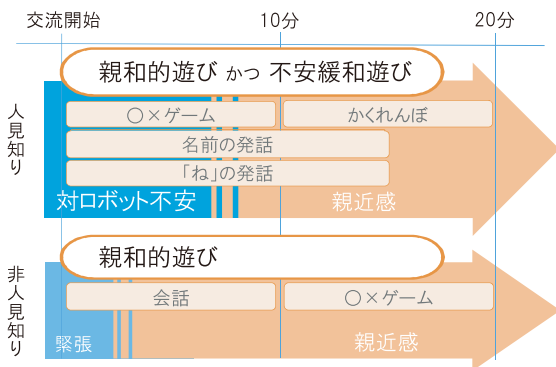 交流開始 10分 20分
親和的遊び かつ 不安緩和遊び
人見知り
○×ゲーム かくれんぼ
名前の発話
「ね」の発話
対ロボット不安 親近感
親和的遊び
非人見知り
会話 ○×ゲーム
緊張 親近感